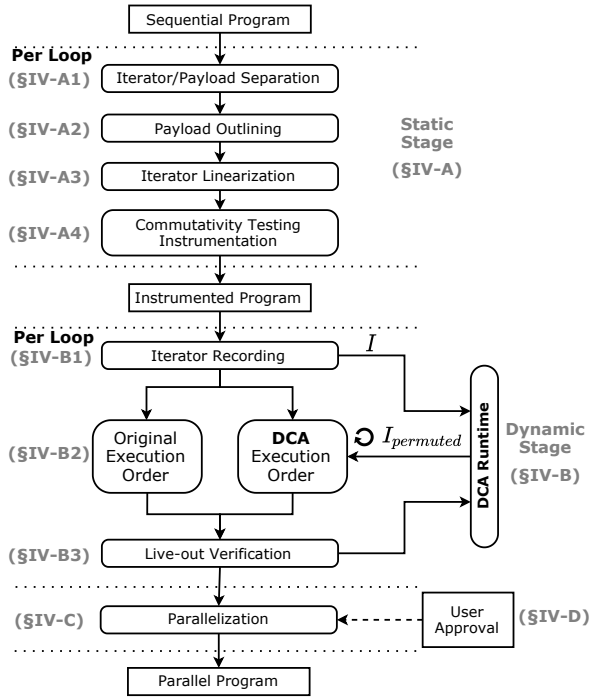 Sequential Program
Per Loop
(§IV-A1)
Iterator/Payload Separation
(§IV-A2)
Payload Outlining
Static
Stage
(§IV-A)
(§IV-A3)
Iterator Linearization
(§IV-A4)
Commutativity Testing
Instrumentation
Instrumented Program
Per Loop
(§IV-B1)
Iterator Recording
I
(§IV-B2)
Original
Execution
Order
DCA
Execution
Order
I_permuted
DCA Runtime
Dynamic
Stage
(§IV-B)
(§IV-B3)
Live-out Verification
(§IV-C)
Parallelization
User
Approval
(§IV-D)
Parallel Program